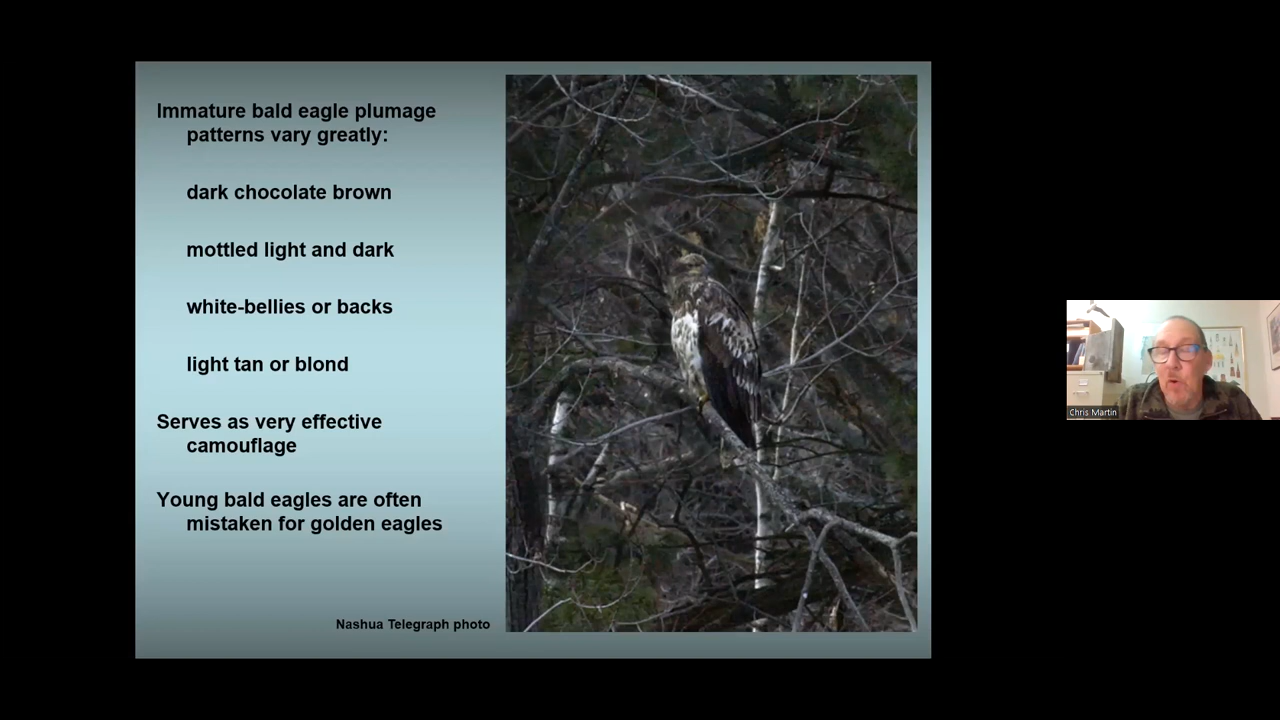 Immature bald eagle plumage
patterns vary greatly:
dark chocolate brown
mottled light and dark
white-bellies or backs
light tan or blond
Serves as very effective
camouflage
Young bald eagles are often
mistaken for golden eagles
Nashua Telegraph photo
Chris Martin